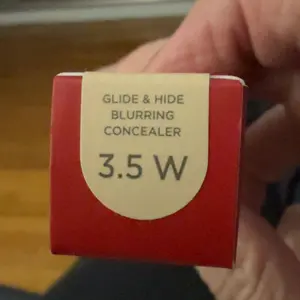 GLIDE & HIDE
BLURRING
CONCEALER
3.5 W